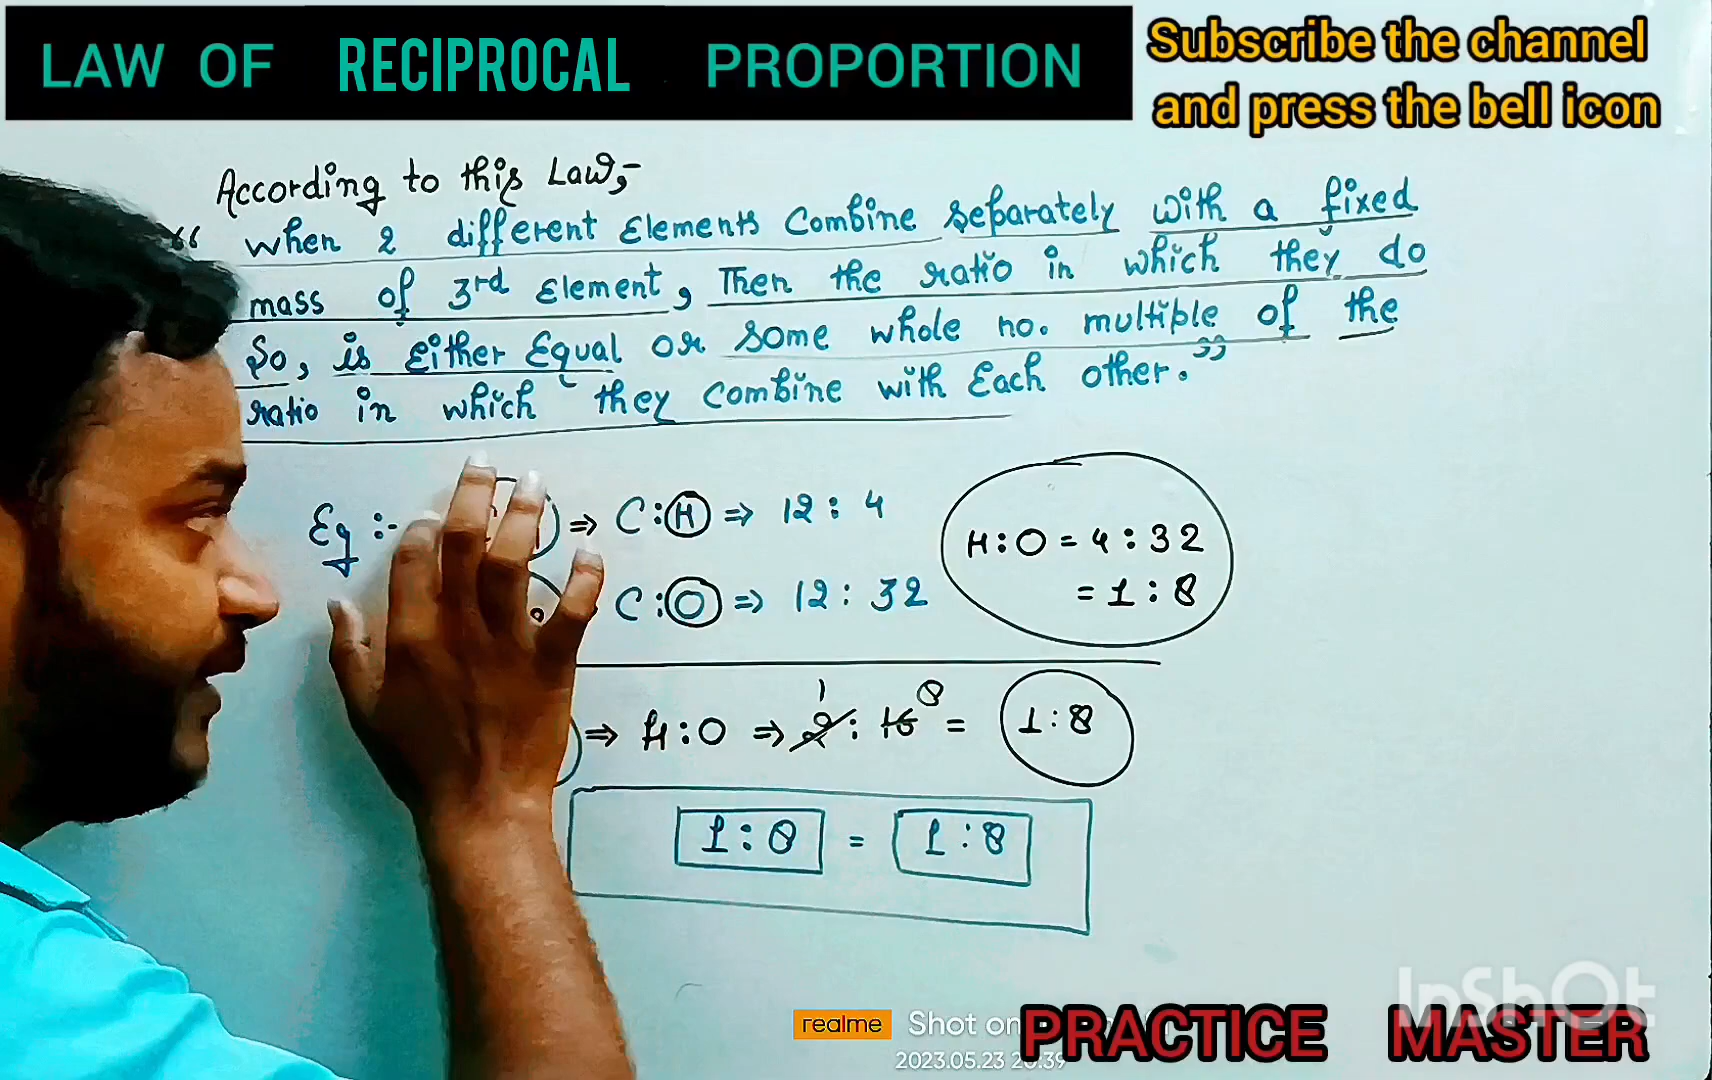 LAW OF RECIPROCAL PROPORTION
Subscribe the channel
and press the bell icon
According to this Law,-
“ When 2 different Elements Combine separately with a fixed
mass of 3rd Element, Then the ratio in which they do
So, is Either Equal or some whole no. multiple of the
ratio in which they combine with Each other.”
Eg :- ⇒ C:H ⇒ 12 : 4
C:O ⇒ 12 : 32
H:O = 4 : 32
= 1 : 8
⇒ H:O ⇒ 2 : 16 = 1 : 8
1 8
1 : 8 = 1 : 8
InShOt
realme Shot on
PRACTICE MASTER
2023.05.23 20:39